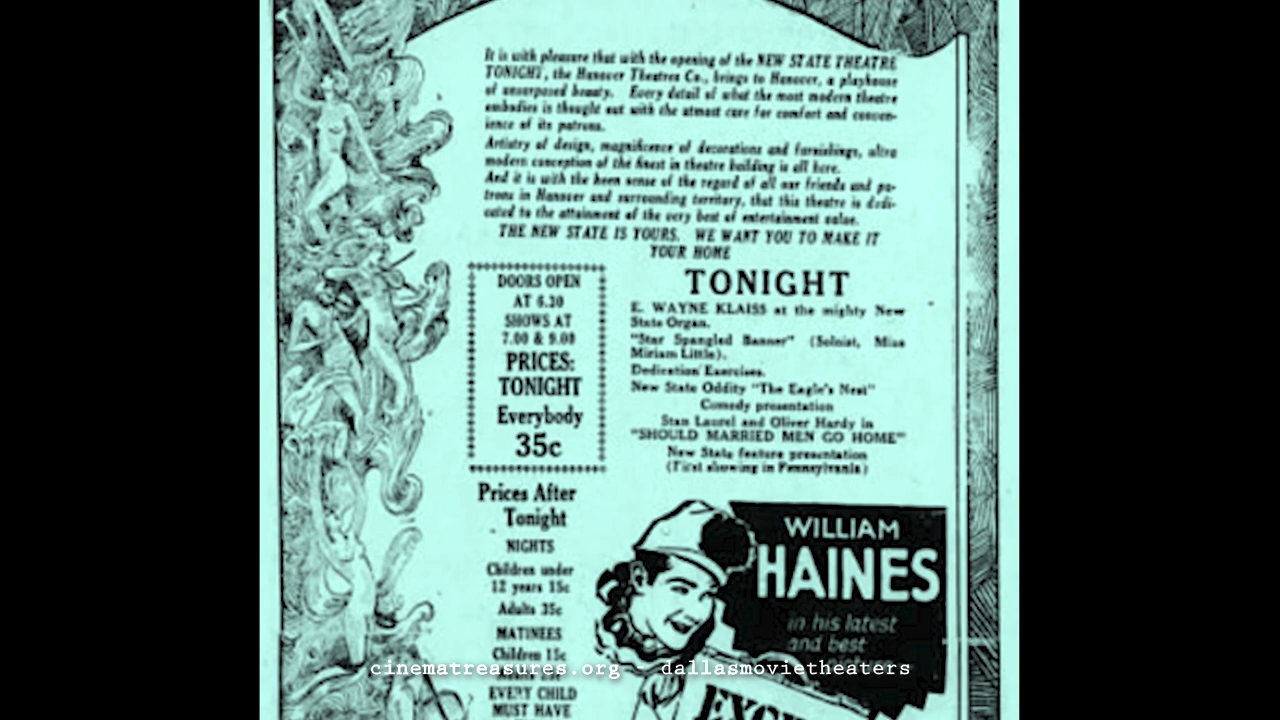 It is with pleasure that with the opening of the NEW STATE THEATRE
TONIGHT, the Hanover Theatres Co., brings to Hanover, a playhouse
of unsurpased beauty. Every detail of what the most modern theatre
embodies is thought out with the utmost care for comfort and conven-
ience of its patrons.
Artistry of design, magnificence of decorations and furnishings, ultra
modern conception of the finest in theatre building is all here.
And it is with the keen sense of the regard of all our friends and pa-
trons in Hanover and surrounding territory, that this theatre is dedi-
cated to the attainment of the very best of entertainment value.
THE NEW STATE IS YOURS. WE WANT YOU TO MAKE IT
YOUR HOME
DOORS OPEN
AT 6.30
SHOWS AT
7.00 & 9.00
PRICES:
TONIGHT
Everybody
35c
Prices After
Tonight
NIGHTS
Children under
12 years 15c
Adults 35c
MATINEES
Children 15c
EVERY CHILD
MUST HAVE
TONIGHT
E. WAYNE KLAISS at the mighty New
State Organ.
"Star Spangled Banner" (Soloist, Miss
Miriam Little).
Dedication Exercises.
New State Oddity "The Eagle's Nest"
Comedy presentation
Stan Laurel and Oliver Hardy in
"SHOULD MARRIED MEN GO HOME"
New State feature presentation
(First showing in Pennsylvania)
WILLIAM
HAINES
in his latest
and best
cinematreasures.org - dallasmovietheaters